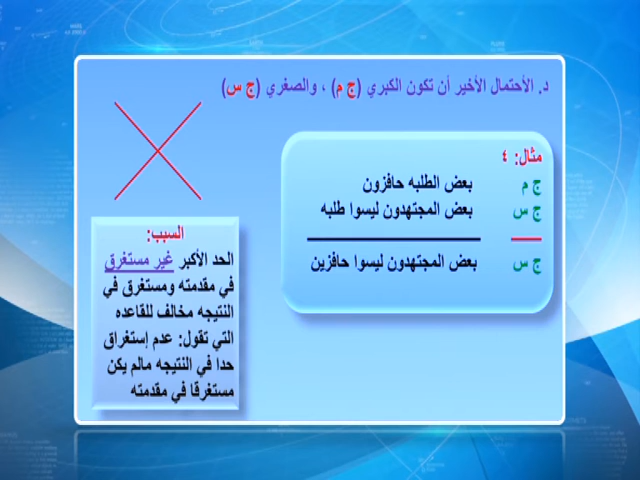 د. الأحتمال الأخير أن تكون الكبري (ج م) ، والصغري (ج س)
مثال: ٤
ج م بعض الطلبه حافزون
ج س بعض المجتهدون ليسوا طلبه
ج س بعض المجتهدون ليسوا حافزين
السبب:
الحد الأكبر غير مستغرق
في مقدمته ومستغرق في
النتيجه مخالف للقاعده
التي تقول: عدم إستغراق
حدا في النتيجه مالم يكن
مستغرقا في مقدمته